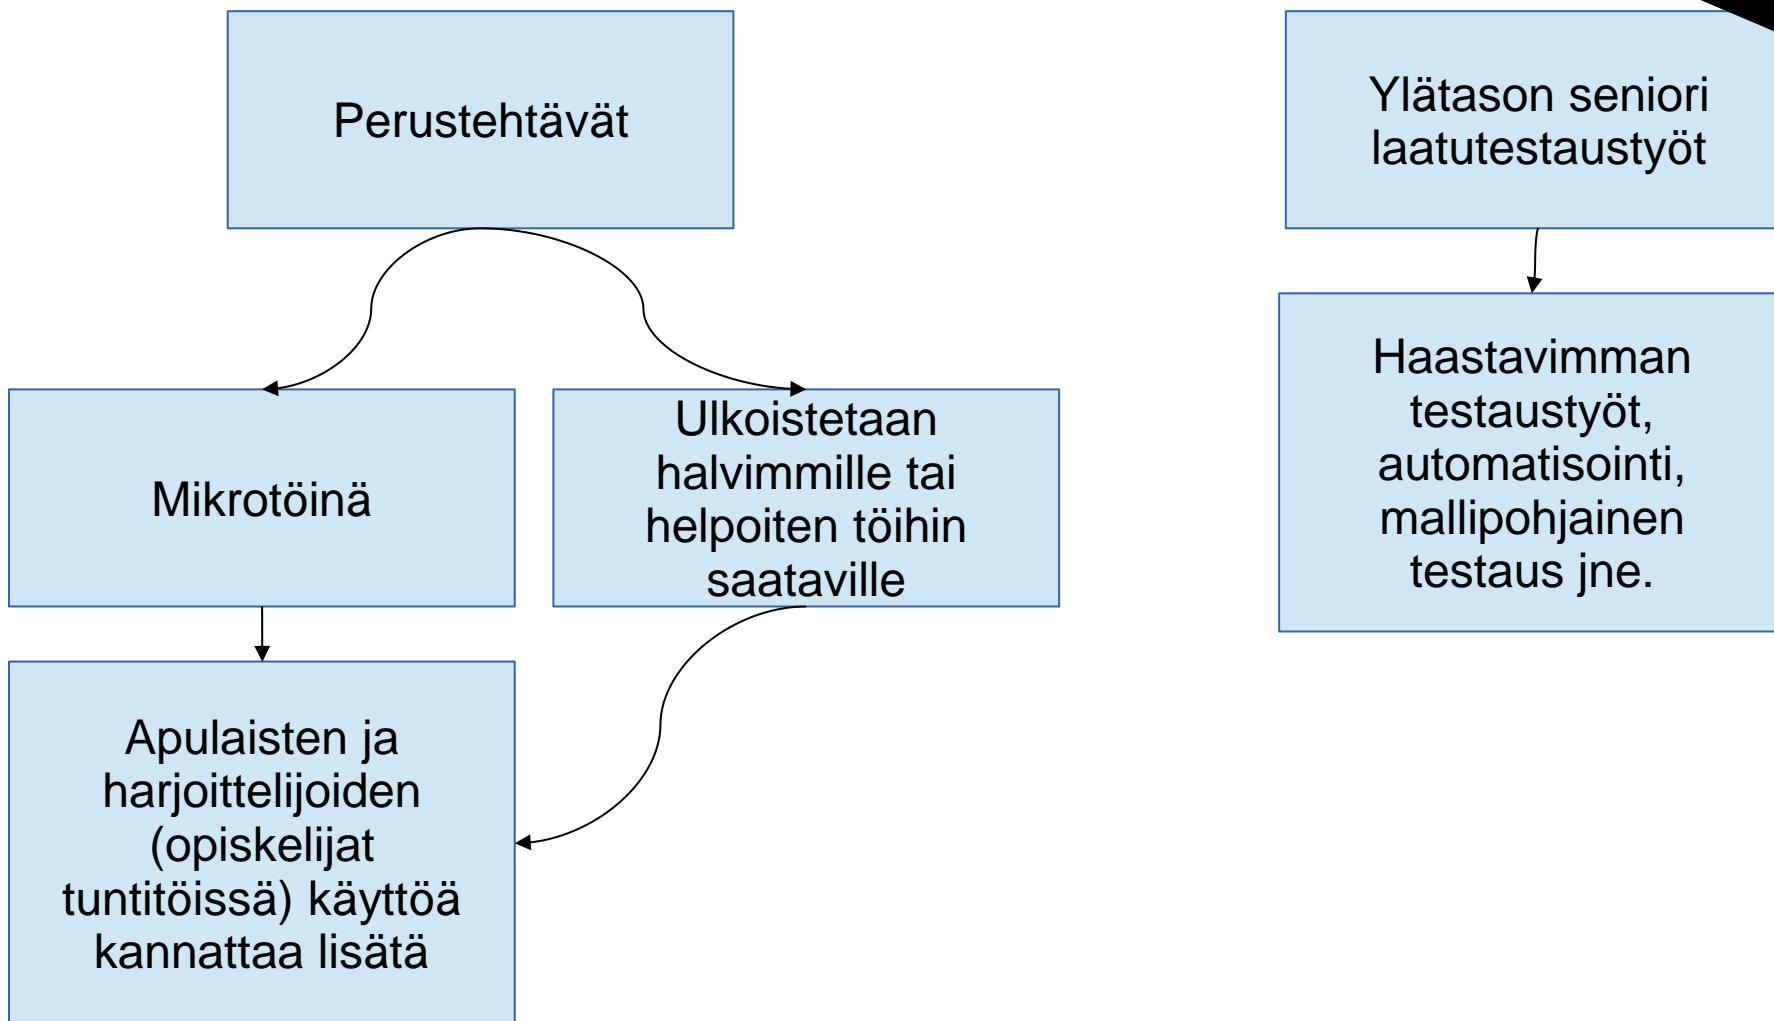 Perustehtävät
Ylätason seniori
laatutestaustyöt
Mikrotöinä
Ulkoistetaan
halvimmille tai
helpoiten töihin
saataville
Haastavimman
testaustyöt,
automatisointi,
mallipohjainen
testaus jne.
Apulaisten ja
harjoittelijoiden
(opiskelijat
tuntitöissä) käyttöä
kannattaa lisätä